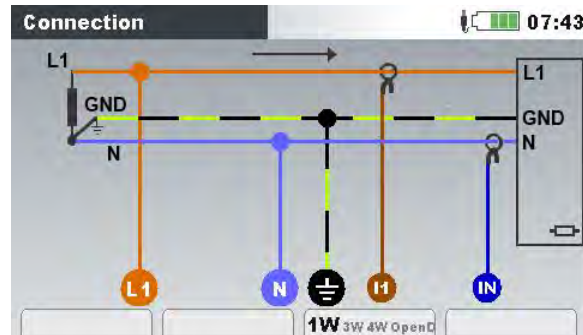 Connection 07:43
L1 L1
GND GND
N N
L1 N I1 IN
1W 3W 4W OpenD